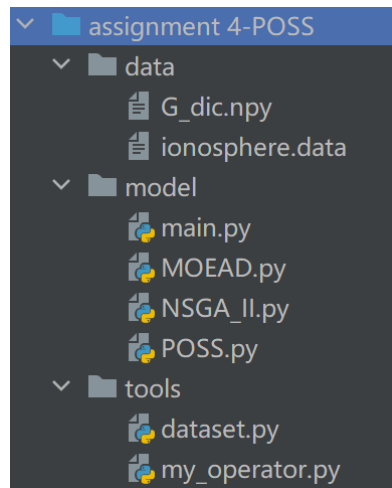 assignment 4-POSS
data
G_dic.npy
ionosphere.data
model
main.py
MOEAD.py
NSGA_II.py
POSS.py
tools
dataset.py
my_operator.py